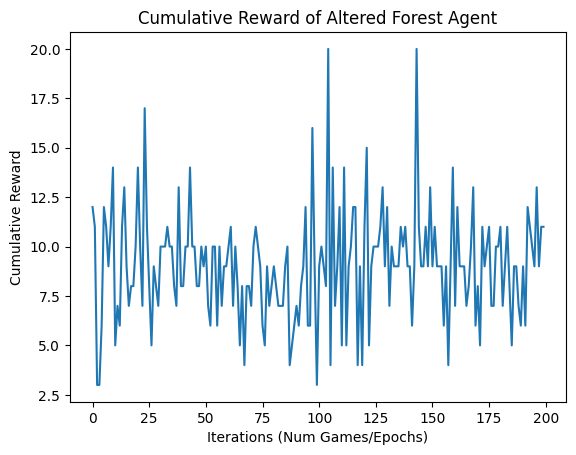 Cumulative Reward of Altered Forest Agent
20.0
17.5
15.0
12.5
10.0
7.5
5.0
2.5
Cumulative Reward
0 25 50 75 100 125 150 175 200
Iterations (Num Games/Epochs)